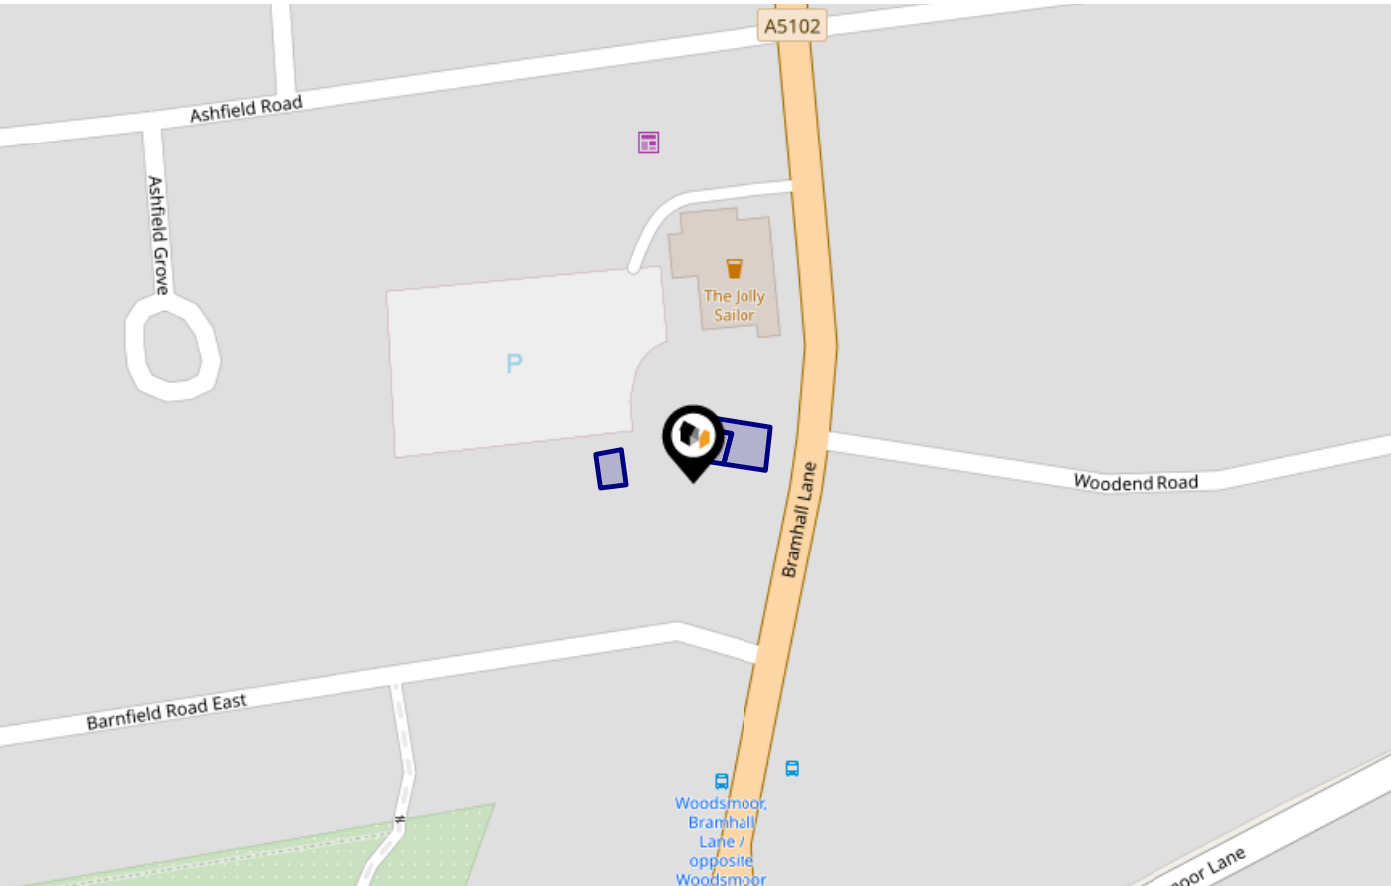 A5102
Ashfield Road
Ashfield Grove
The Jolly
Sailor
P
Bramhall Lane
Woodend Road
Barnfield Road East
Woodsmoor,
Bramhall
Lane /
opposite
Woodsmoor
Lane